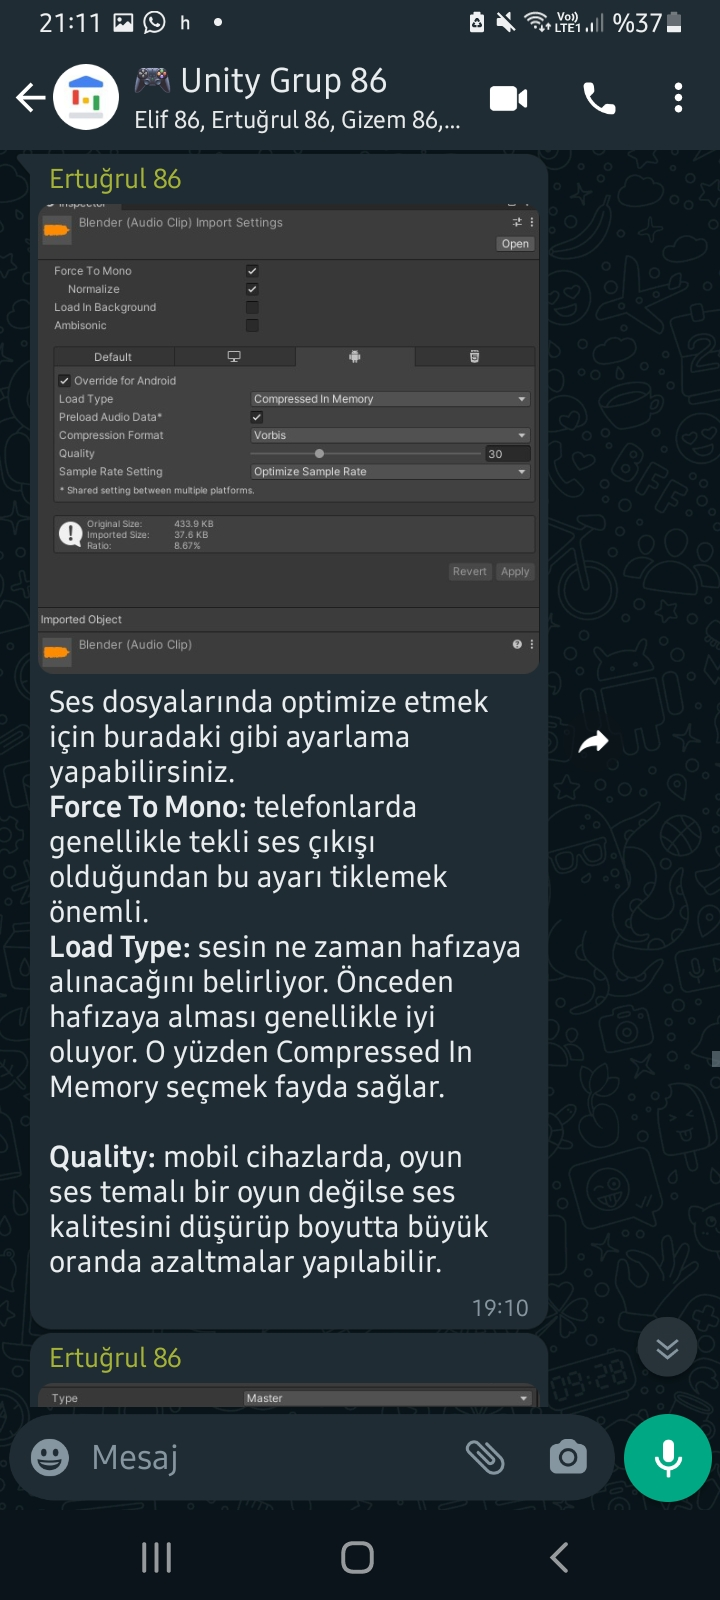 21:11 h %37
Vo)) LTE1
Unity Grup 86
Elif 86, Ertuğrul 86, Gizem 86,...
Ertuğrul 86
Inspector
Blender (Audio Clip) Import Settings
Open
Force To Mono
Normalize
Load In Background
Ambisonic
Default
Override for Android
Load Type Compressed In Memory
Preload Audio Data*
Compression Format Vorbis
Quality 30
Sample Rate Setting Optimize Sample Rate
* Shared setting between multiple platforms.
Original Size: 433.9 KB
Imported Size: 37.6 KB
Ratio: 8.67%
Revert Apply
Imported Object
Blender (Audio Clip)
Ses dosyalarında optimize etmek
için buradaki gibi ayarlama
yapabilirsiniz.
Force To Mono: telefonlarda
genellikle tekli ses çıkışı
olduğundan bu ayarı tiklemek
önemli.
Load Type: sesin ne zaman hafızaya
alınacağını belirliyor. Önceden
hafızaya alması genellikle iyi
oluyor. O yüzden Compressed In
Memory seçmek fayda sağlar.
Quality: mobil cihazlarda, oyun
ses temalı bir oyun değilse ses
kalitesini düşürüp boyutta büyük
oranda azaltmalar yapılabilir.
19:10
Ertuğrul 86
Type Master
Mesaj